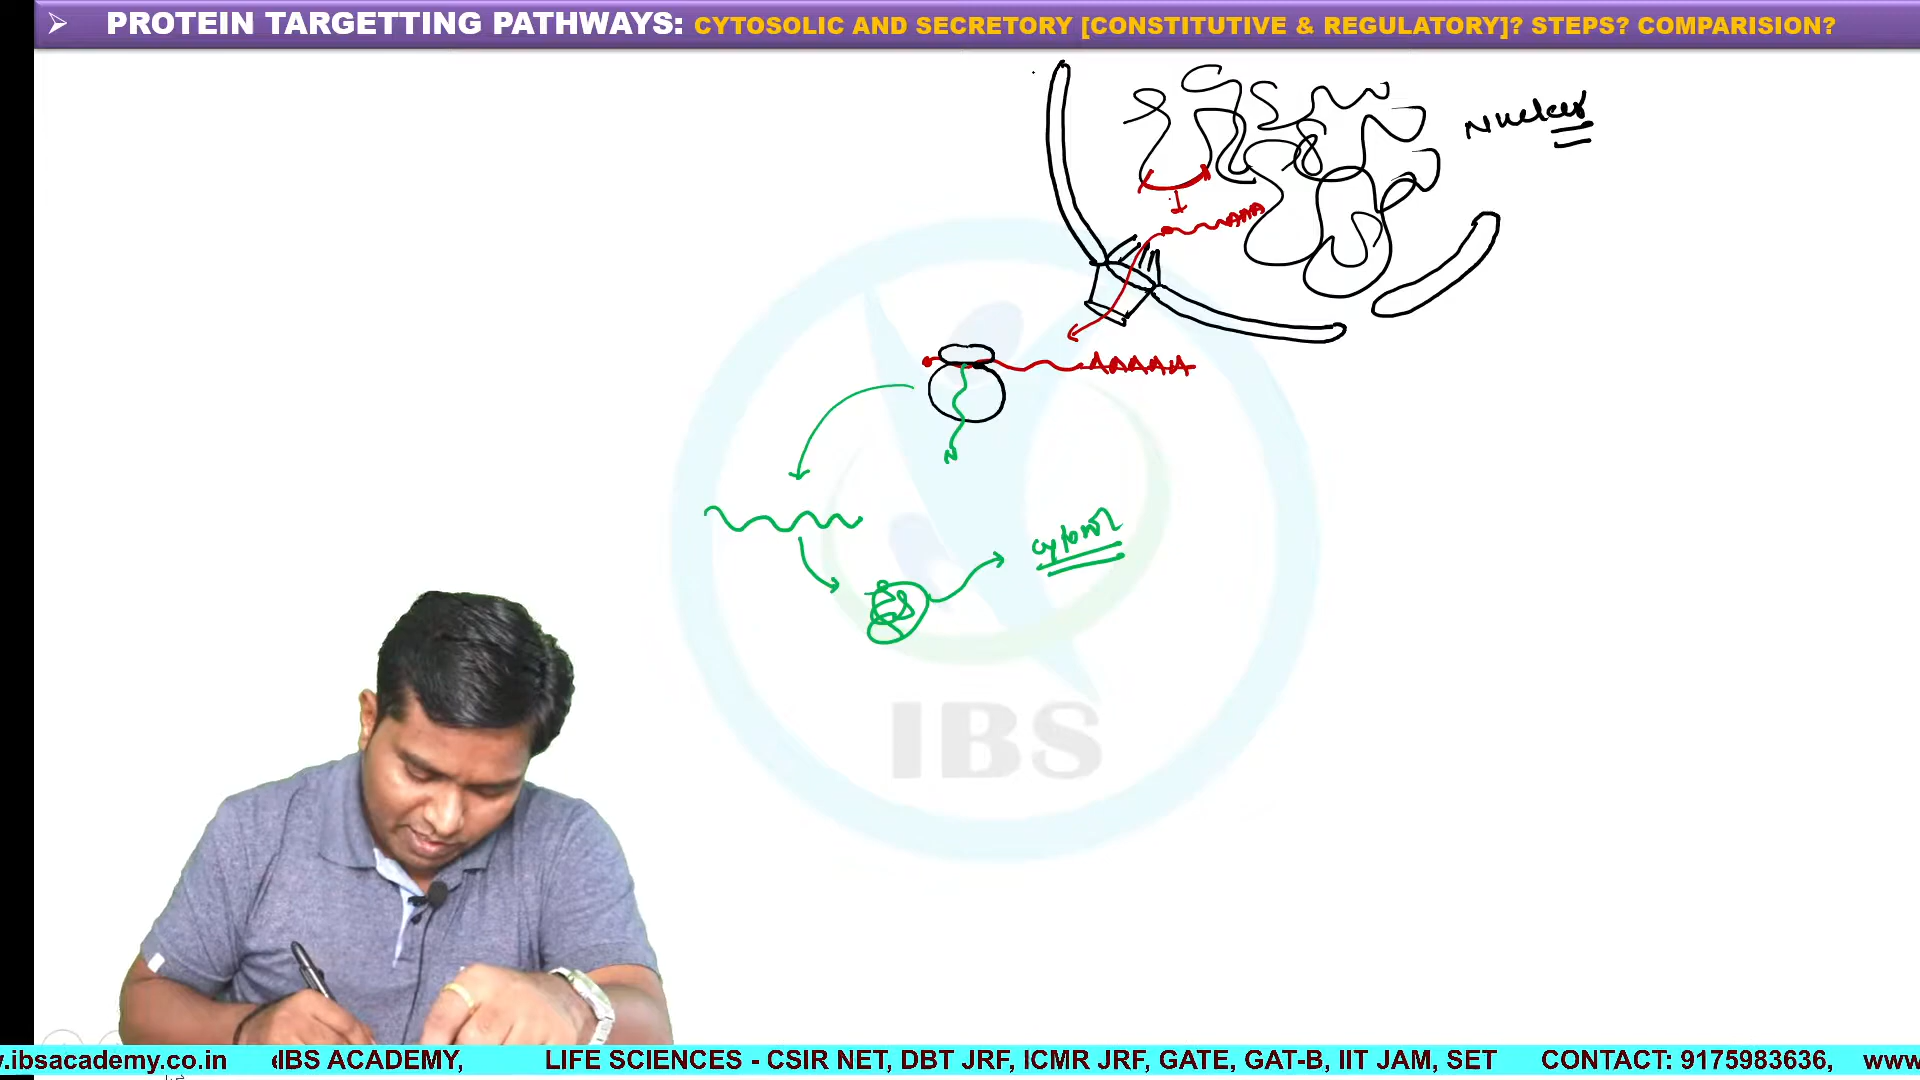 PROTEIN TARGETTING PATHWAYS: CYTOSOLIC AND SECRETORY [CONSTITUTIVE & REGULATORY]? STEPS? COMPARISION?
AAA
AAAAA
N
cytosol
IBS
.ibsacademy.co.in IBS ACADEMY, LIFE SCIENCES - CSIR NET, DBT JRF, ICMR JRF, GATE, GAT-B, IIT JAM, SET CONTACT: 9175983636, www